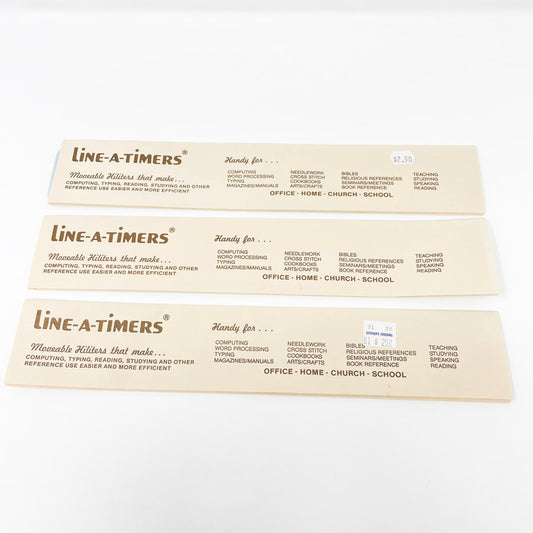 LINE-A-TIMERS®
Moveable Hiliters that make...
COMPUTING, TYPING, READING, STUDYING AND OTHER
REFERENCE USE EASIER AND MORE EFFICIENT
Handy for...
COMPUTING
WORD PROCESSING
TYPING
MAGAZINES/MANUALS
NEEDLEWORK
CROSS STITCH
COOKBOOKS
ARTS/CRAFTS
BIBLES
RELIGIOUS REFERENCES
SEMINARS/MEETINGS
BOOK REFERENCE
TEACHING
STUDYING
SPEAKING
READING
OFFICE - HOME - CHURCH - SCHOOL
$2.50
LINE-A-TIMERS®
Moveable Hiliters that make...
COMPUTING, TYPING, READING, STUDYING AND OTHER
REFERENCE USE EASIER AND MORE EFFICIENT
Handy for...
COMPUTING
WORD PROCESSING
TYPING
MAGAZINES/MANUALS
NEEDLEWORK
CROSS STITCH
COOKBOOKS
ARTS/CRAFTS
BIBLES
RELIGIOUS REFERENCES
SEMINARS/MEETINGS
BOOK REFERENCE
TEACHING
STUDYING
SPEAKING
READING
OFFICE - HOME - CHURCH - SCHOOL
LINE-A-TIMERS®
Moveable Hiliters that make...
COMPUTING, TYPING, READING, STUDYING AND OTHER
REFERENCE USE EASIER AND MORE EFFICIENT
Handy for...
COMPUTING
WORD PROCESSING
TYPING
MAGAZINES/MANUALS
NEEDLEWORK
CROSS STITCH
COOKBOOKS
ARTS/CRAFTS
BIBLES
RELIGIOUS REFERENCES
SEMINARS/MEETINGS
BOOK REFERENCE
TEACHING
STUDYING
SPEAKING
READING
OFFICE - HOME - CHURCH - SCHOOL